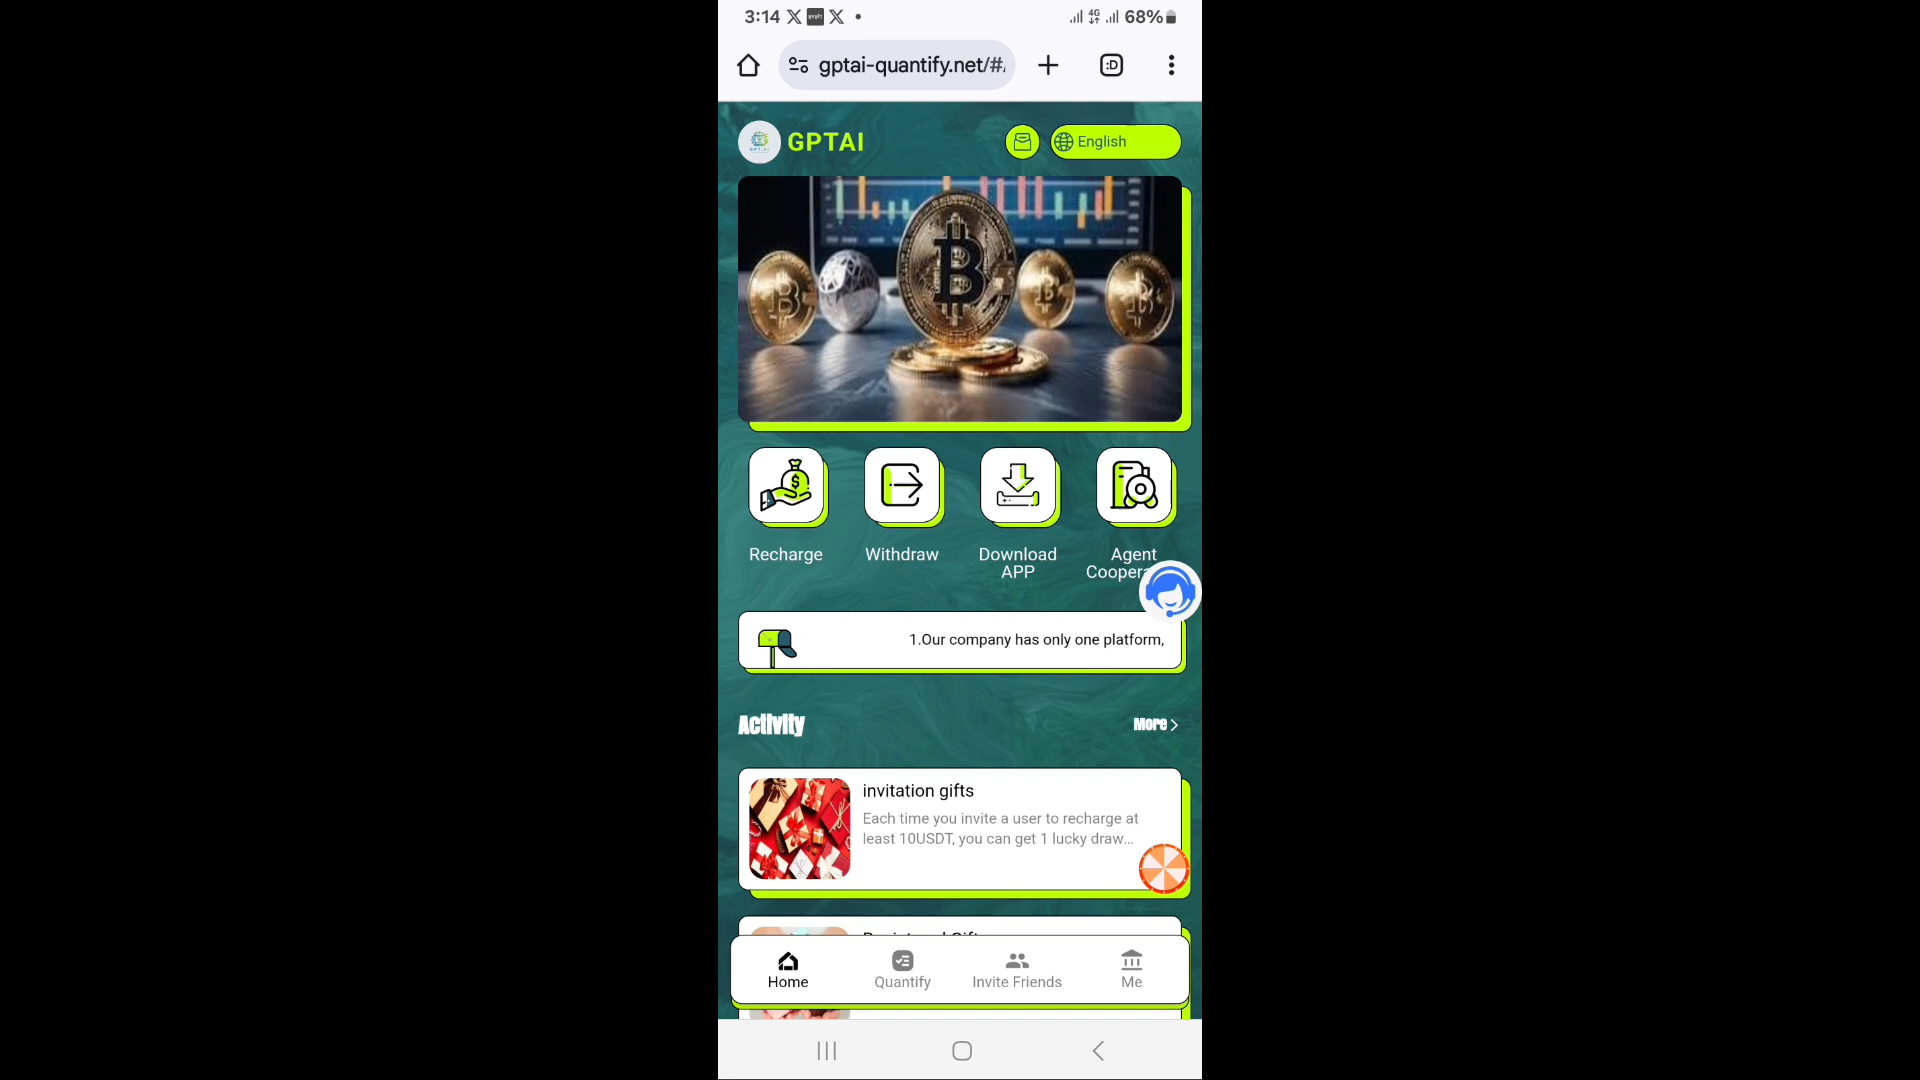 3:14
4G
68%
gptai-quantify.net/#
:D
GPTAI
English
Recharge
Withdraw
Download
APP
Agent
1.Our company has only one platform,
Activity
More >
invitation gifts
Each time you invite a user to recharge at
least 10USDT, you can get 1 lucky draw...
Home
Quantify
Invite Friends
Me